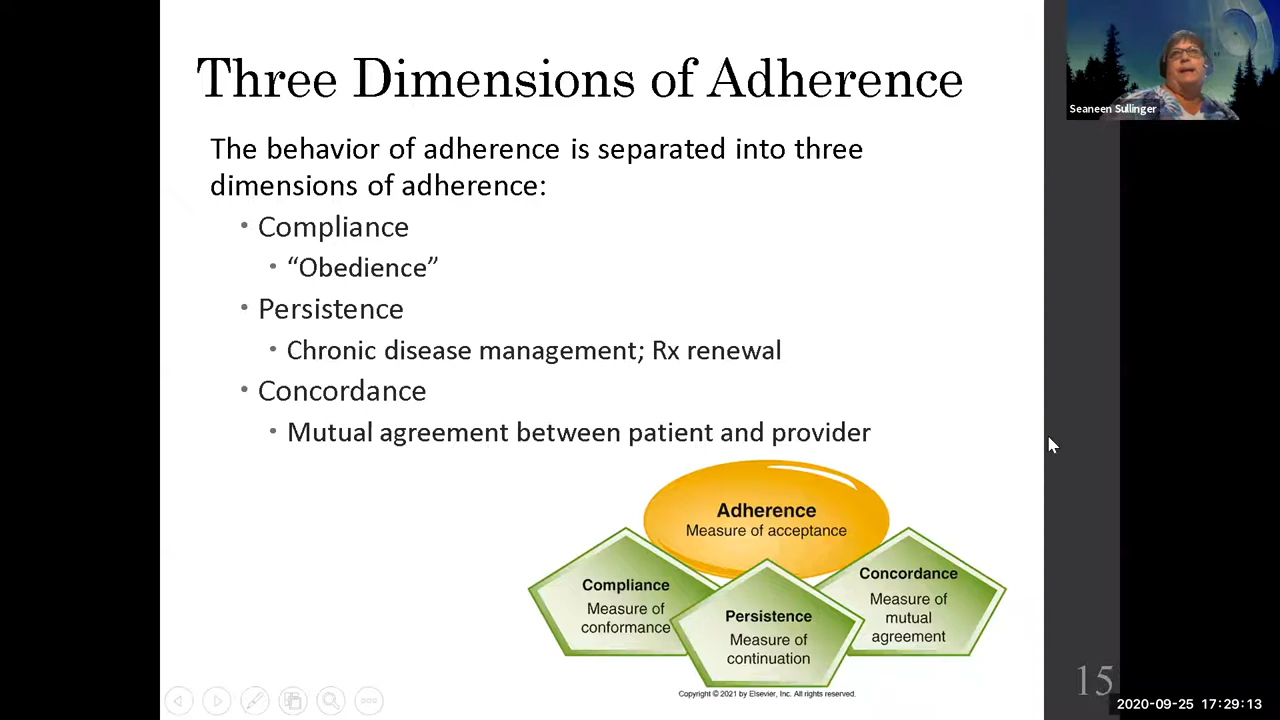 Three Dimensions of Adherence
Seaneen Sullinger
The behavior of adherence is separated into three
dimensions of adherence:
• Compliance
• “Obedience”
• Persistence
• Chronic disease management; Rx renewal
• Concordance
• Mutual agreement between patient and provider
Adherence
Measure of acceptance
Compliance
Measure of
conformance
Persistence
Measure of
continuation
Concordance
Measure of
mutual
agreement
Copyright © 2021 by Elsevier, Inc. All rights reserved.
15
2020-09-25 17:29:13